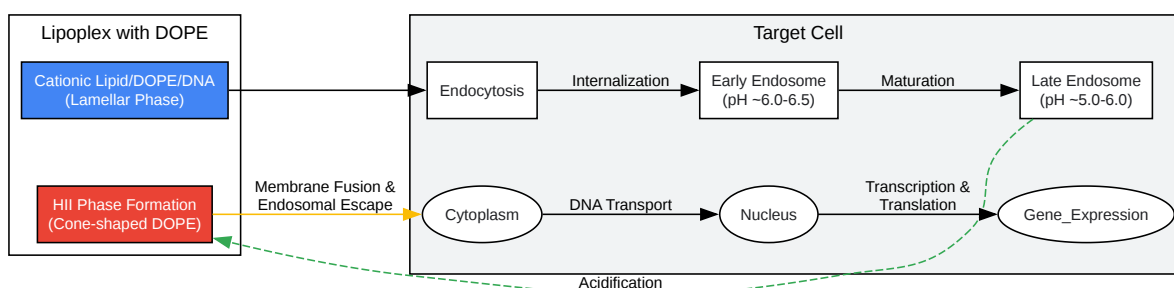 Lipoplex with DOPE
Target Cell
Cationic Lipid/DOPE/DNA
(Lamellar Phase)
Endocytosis
Internalization
Early Endosome
(pH ~6.0-6.5)
Maturation
Late Endosome
(pH ~5.0-6.0)
HII Phase Formation
(Cone-shaped DOPE)
Membrane Fusion &
Endosomal Escape
Cytoplasm
DNA Transport
Nucleus
Transcription &
Translation
Gene_Expression
Acidification